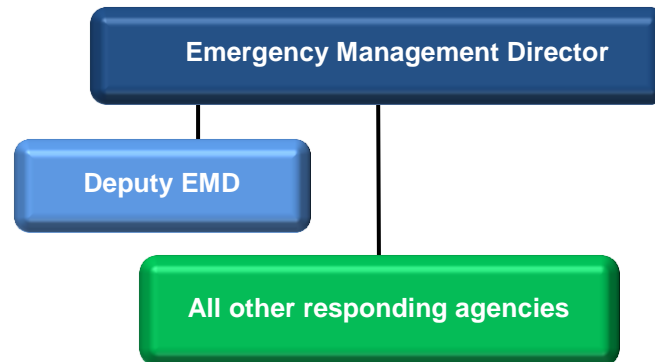 Emergency Management Director
Deputy EMD
All other responding agencies